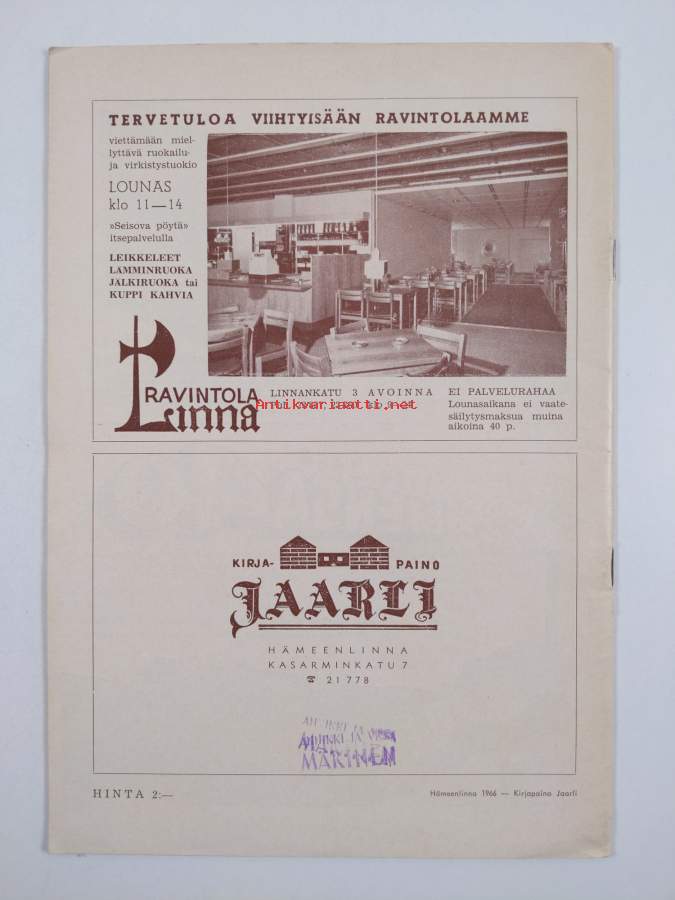 TERVETULOA VIIHTYISÄÄN RAVINTOLAAMME
viettämään miel-
lyttävä ruokailu-
ja virkistystuokio
LOUNAS
klo 11—14
»Seisova pöytä»
itsepalvelulla
LEIKKELEET
LÄMMINRUOKA
JÄLKIRUOKA tai
KUPPI KAHVIA
RAVINTOLA
Linna
LINNANKATU 3 AVOINNA
Antikvariaatti.net
EI PALVELURAHAA
Lounasaikana ei vaate-
säilytysmaksua muina
aikoina 40 p.
KIRJA- PAINO
JAARLI
HÄMEENLINNA
KASARMINKATU 7
☎ 21 778
MÄKINEN
HINTA 2:—
Hämeenlinna 1966 — Kirjapaino Jaarli